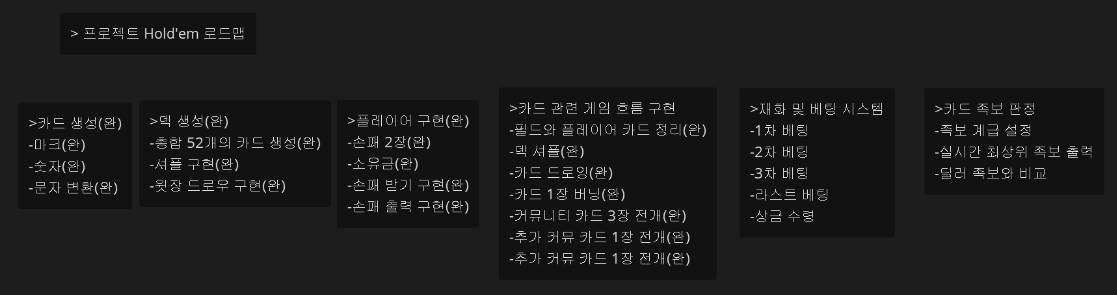 > 프로젝트 Hold'em 로드맵
>카드 생성(완)
-마크(완)
-숫자(완)
-문자 변환(완)
>덱 생성(완)
-총합 52개의 카드 생성(완)
-셔플 구현(완)
-윗장 드로우 구현(완)
>플레이어 구현(완)
-손패 2장(완)
-소유금(완)
-손패 받기 구현(완)
-손패 출력 구현(완)
>카드 관련 게임 흐름 구현
-필드와 플레이어 카드 정리(완)
-덱 셔플(완)
-카드 드로잉(완)
-카드 1장 버닝(완)
-커뮤니티 카드 3장 전개(완)
-추가 커뮤 카드 1장 전개(완)
-추가 커뮤 카드 1장 전개(완)
>재화 및 베팅 시스템
-1차 베팅
-2차 베팅
-3차 베팅
-라스트 베팅
-상금 수령
>카드 족보 판정
-족보 계급 설정
-실시간 최상위 족보 출력
-딜러 족보와 비교